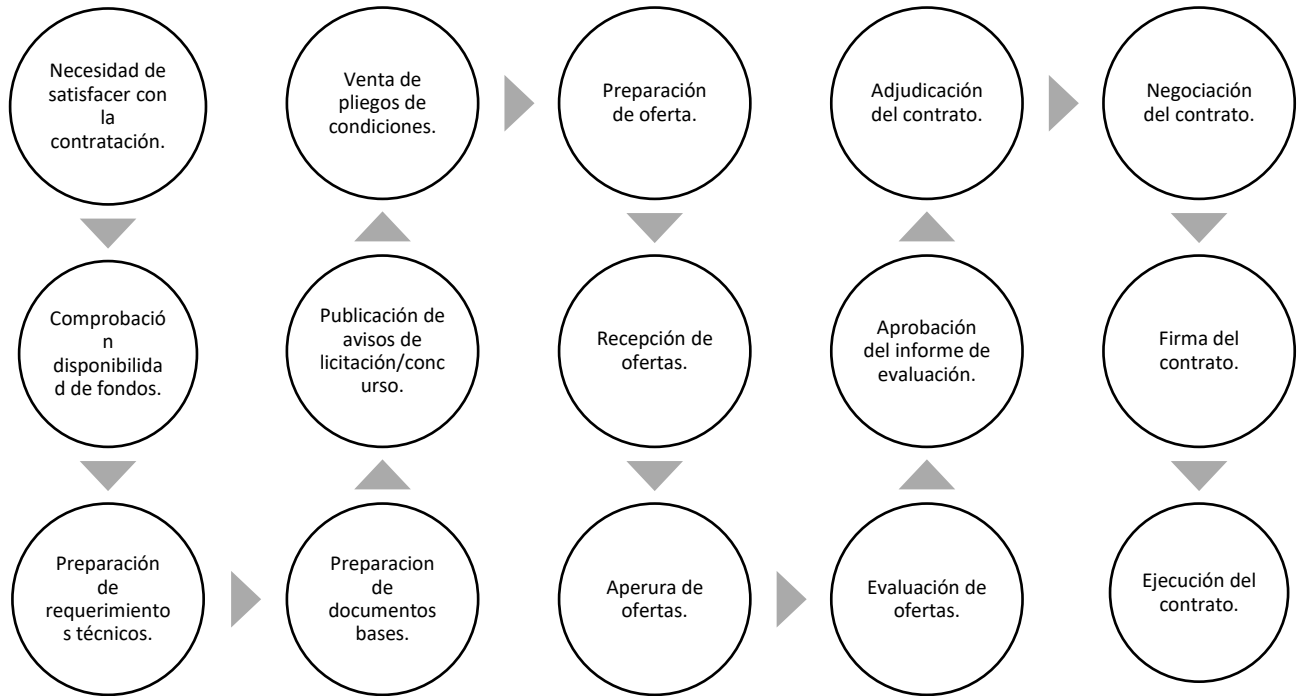 Necesidad de
satisfacer con
la
contratación.
Comprobació
n
disponibilida
d de fondos.
Preparación
de
requerimiento
s técnicos.
Preparacion
de
documentos
bases.
Publicación de
avisos de
licitación/conc
urso.
Venta de
pliegos de
condiciones.
Preparación
de oferta.
Recepción de
ofertas.
Aperura de
ofertas.
Evaluación de
ofertas.
Aprobación
del informe de
evaluación.
Adjudicación
del contrato.
Negociación
del contrato.
Firma del
contrato.
Ejecución del
contrato.